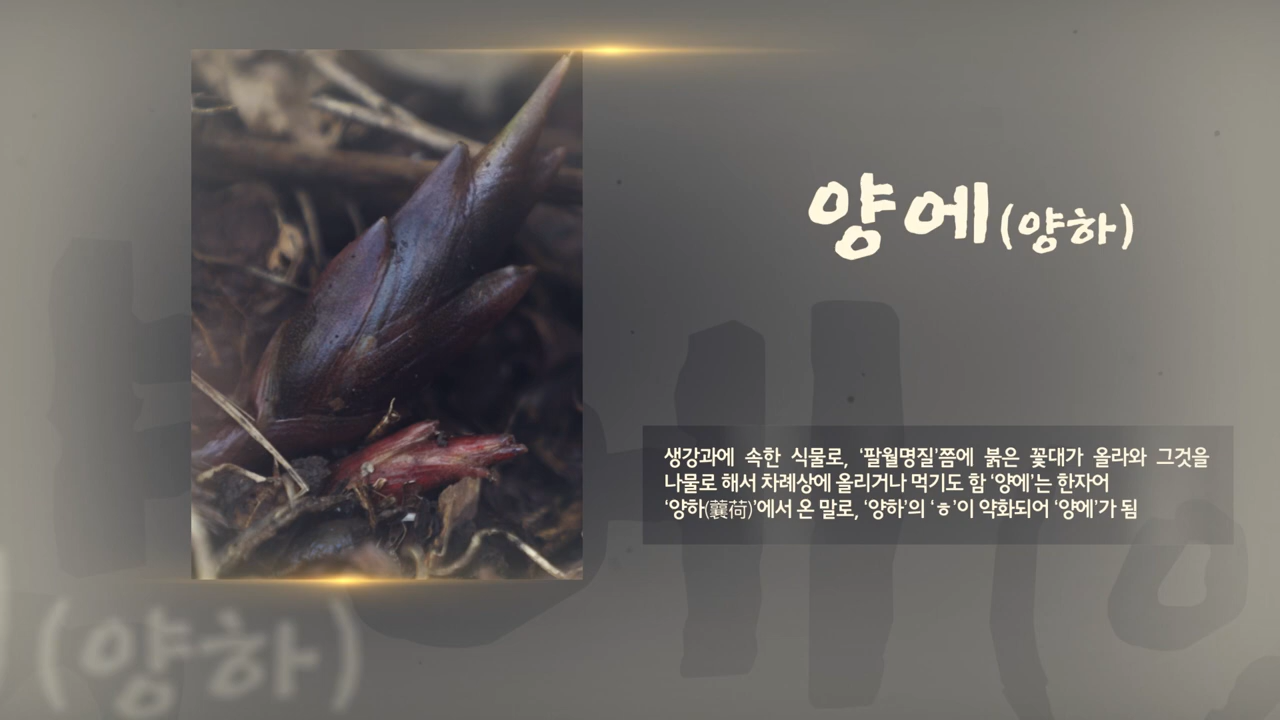 양에(양하)
생강과에 속한 식물로, ‘팔월명질’쯤에 붉은 꽃대가 올라와 그것을
나물로 해서 차례상에 올리거나 먹기도 함 ‘양에’는 한자어
‘양하(蘘荷)’에서 온 말로, ‘양하’의 ‘ㅎ’이 약화되어 ‘양에’가 됨
(양하)